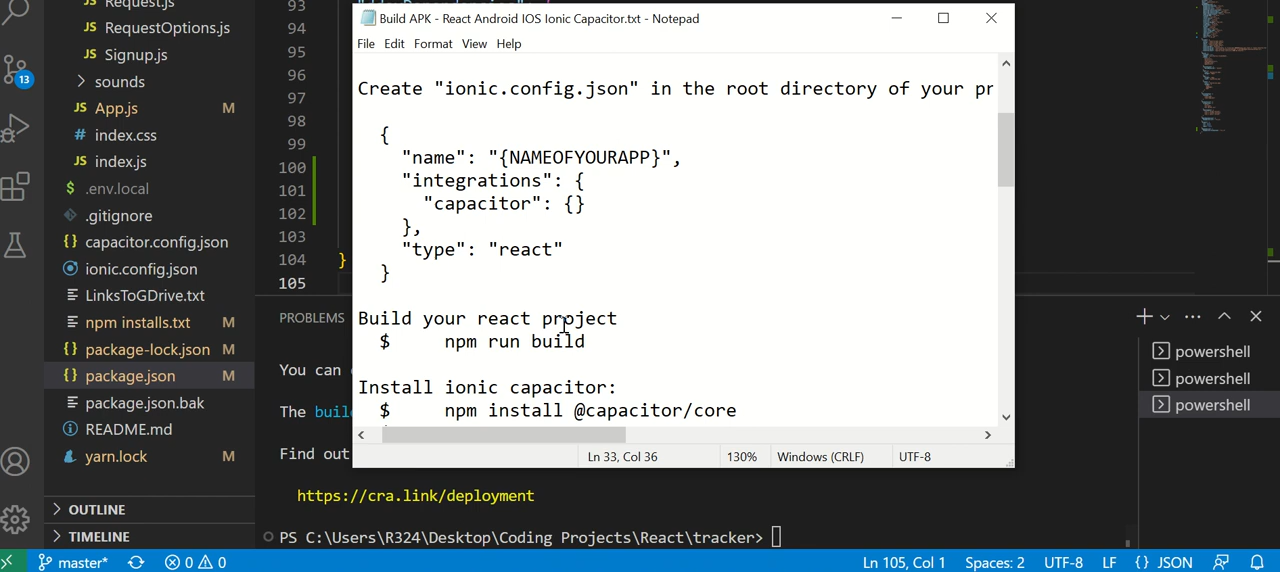 Request.js
RequestOptions.js
Signup.js
sounds
App.js M
index.css
index.js
.env.local
.gitignore
capacitor.config.json
ionic.config.json
LinksToGDrive.txt
npm installs.txt M
package-lock.json M
package.json M
package.json.bak
README.md
yarn.lock M
OUTLINE
TIMELINE
13
93
94
95
96
97
98
99
100
101
102
103
104 }
105
Build APK - React Android IOS Ionic Capacitor.txt - Notepad
File Edit Format View Help
Create "ionic.config.json" in the root directory of your pr
{
"name": "{NAMEOFYOURAPP}",
"integrations": {
"capacitor": {}
},
"type": "react"
}
Build your react project
$ npm run build
Install ionic capacitor:
$ npm install @capacitor/core
Ln 33, Col 36 130% Windows (CRLF) UTF-8
PROBLEMS
You can
The buil
Find out
https://cra.link/deployment
PS C:\Users\R324\Desktop\Coding Projects\React\tracker>
powershell
powershell
powershell
master* 0 0 Ln 105, Col 1 Spaces: 2 UTF-8 LF {} JSON